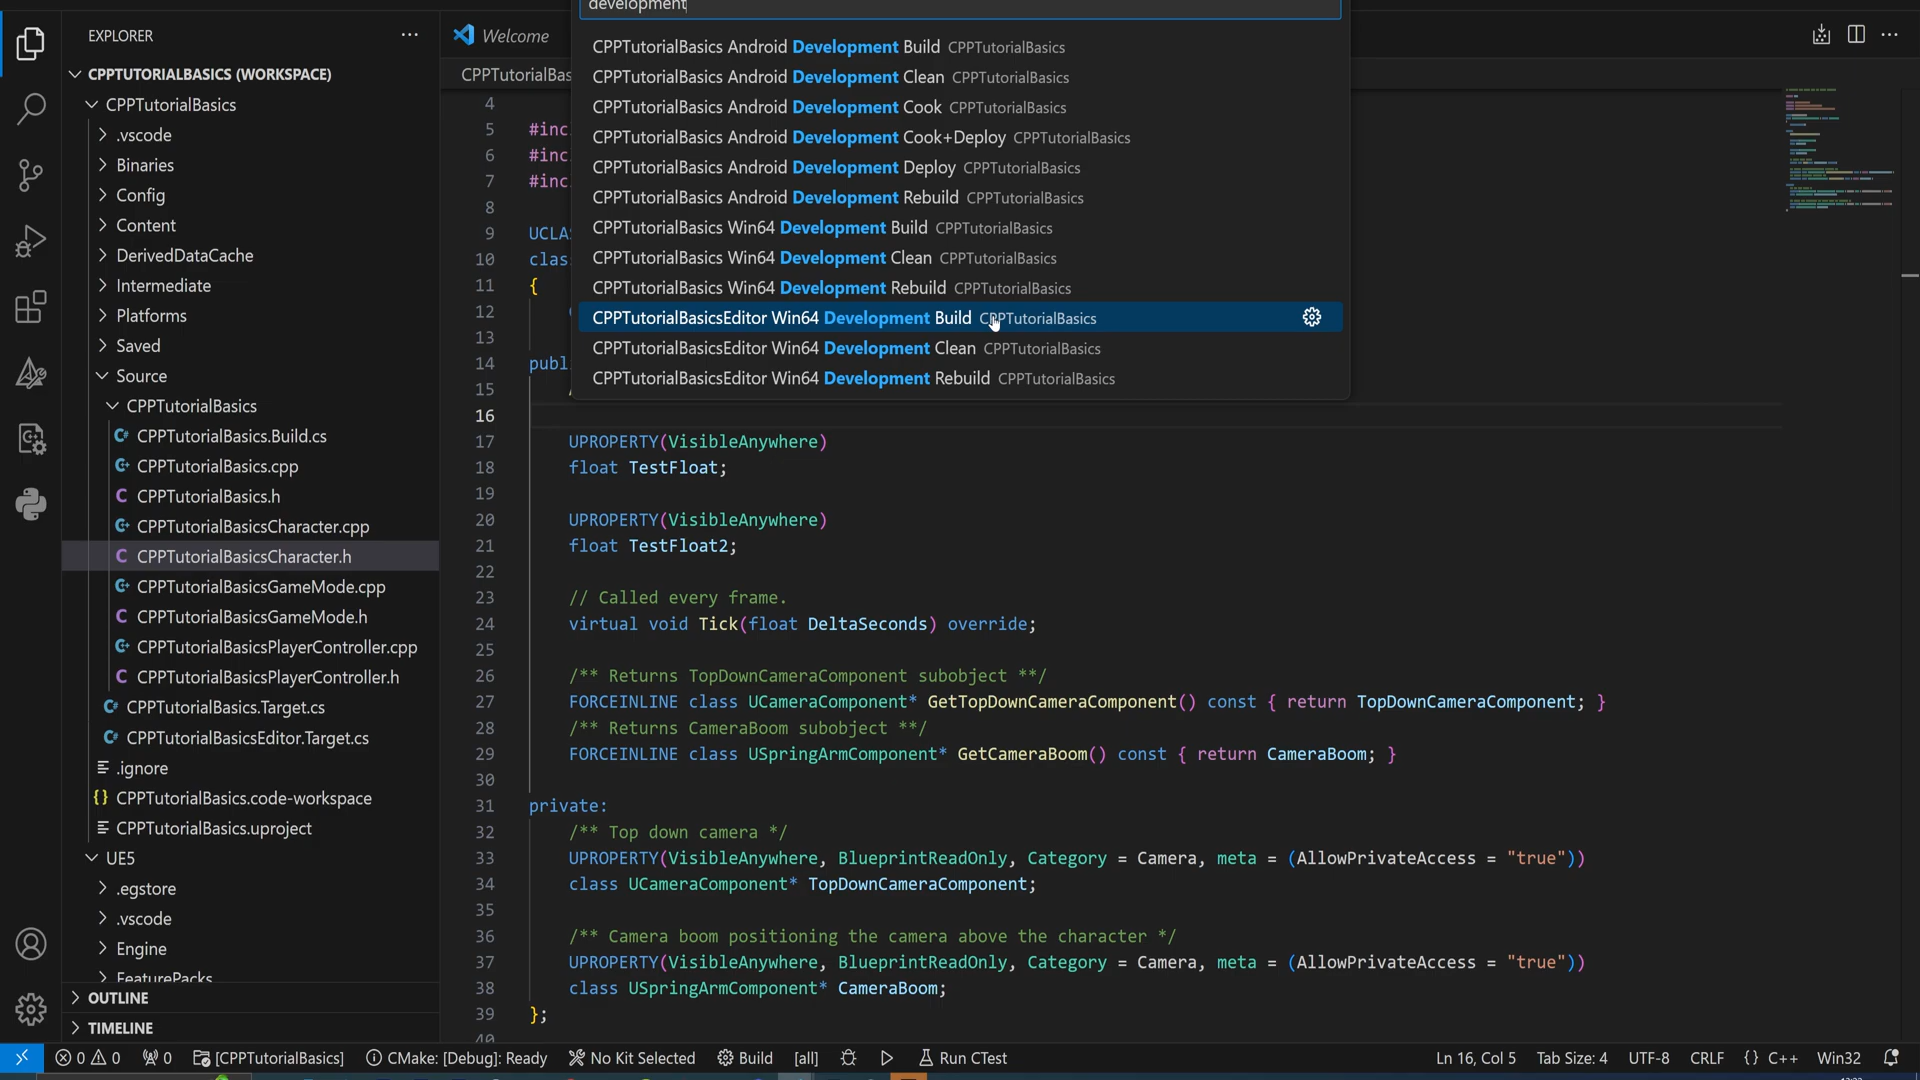 development
EXPLORER
Welcome
CPPTUTORIALBASICS (WORKSPACE)
CPPTutorialBasics
.vscode
Binaries
Config
Content
DerivedDataCache
Intermediate
Platforms
Saved
Source
CPPTutorialBasics
CPPTutorialBasics.Build.cs
CPPTutorialBasics.cpp
CPPTutorialBasics.h
CPPTutorialBasicsCharacter.cpp
CPPTutorialBasicsCharacter.h
CPPTutorialBasicsGameMode.cpp
CPPTutorialBasicsGameMode.h
CPPTutorialBasicsPlayerController.cpp
CPPTutorialBasicsPlayerController.h
CPPTutorialBasics.Target.cs
CPPTutorialBasicsEditor.Target.cs
.ignore
CPPTutorialBasics.code-workspace
CPPTutorialBasics.uproject
UE5
.egstore
.vscode
Engine
FeaturePacks
OUTLINE
TIMELINE
CPPTutorialBasics Android Development Build CPPTutorialBasics
CPPTutorialBasics Android Development Clean CPPTutorialBasics
CPPTutorialBasics Android Development Cook CPPTutorialBasics
CPPTutorialBasics Android Development Cook+Deploy CPPTutorialBasics
CPPTutorialBasics Android Development Deploy CPPTutorialBasics
CPPTutorialBasics Android Development Rebuild CPPTutorialBasics
CPPTutorialBasics Win64 Development Build CPPTutorialBasics
CPPTutorialBasics Win64 Development Clean CPPTutorialBasics
CPPTutorialBasics Win64 Development Rebuild CPPTutorialBasics
CPPTutorialBasicsEditor Win64 Development Build CPPTutorialBasics
CPPTutorialBasicsEditor Win64 Development Clean CPPTutorialBasics
CPPTutorialBasicsEditor Win64 Development Rebuild CPPTutorialBasics
CPPTutorialBas
4
5 #inc
6 #inc
7 #inc
8
9 UCLAS
10 clas
11 {
12
13
14 publ
15
16
17 UPROPERTY(VisibleAnywhere)
18 float TestFloat;
19
20 UPROPERTY(VisibleAnywhere)
21 float TestFloat2;
22
23 // Called every frame.
24 virtual void Tick(float DeltaSeconds) override;
25
26 /** Returns TopDownCameraComponent subobject **/
27 FORCEINLINE class UCameraComponent* GetTopDownCameraComponent() const { return TopDownCameraComponent; }
28 /** Returns CameraBoom subobject **/
29 FORCEINLINE class USpringArmComponent* GetCameraBoom() const { return CameraBoom; }
30
31 private:
32 /** Top down camera */
33 UPROPERTY(VisibleAnywhere, BlueprintReadOnly, Category = Camera, meta = (AllowPrivateAccess = "true"))
34 class UCameraComponent* TopDownCameraComponent;
35
36 /** Camera boom positioning the camera above the character */
37 UPROPERTY(VisibleAnywhere, BlueprintReadOnly, Category = Camera, meta = (AllowPrivateAccess = "true"))
38 class USpringArmComponent* CameraBoom;
39 };
40
0 0 0 [CPPTutorialBasics] CMake: [Debug]: Ready No Kit Selected Build [all] Run CTest Ln 16, Col 5 Tab Size: 4 UTF-8 CRLF {} C++ Win32